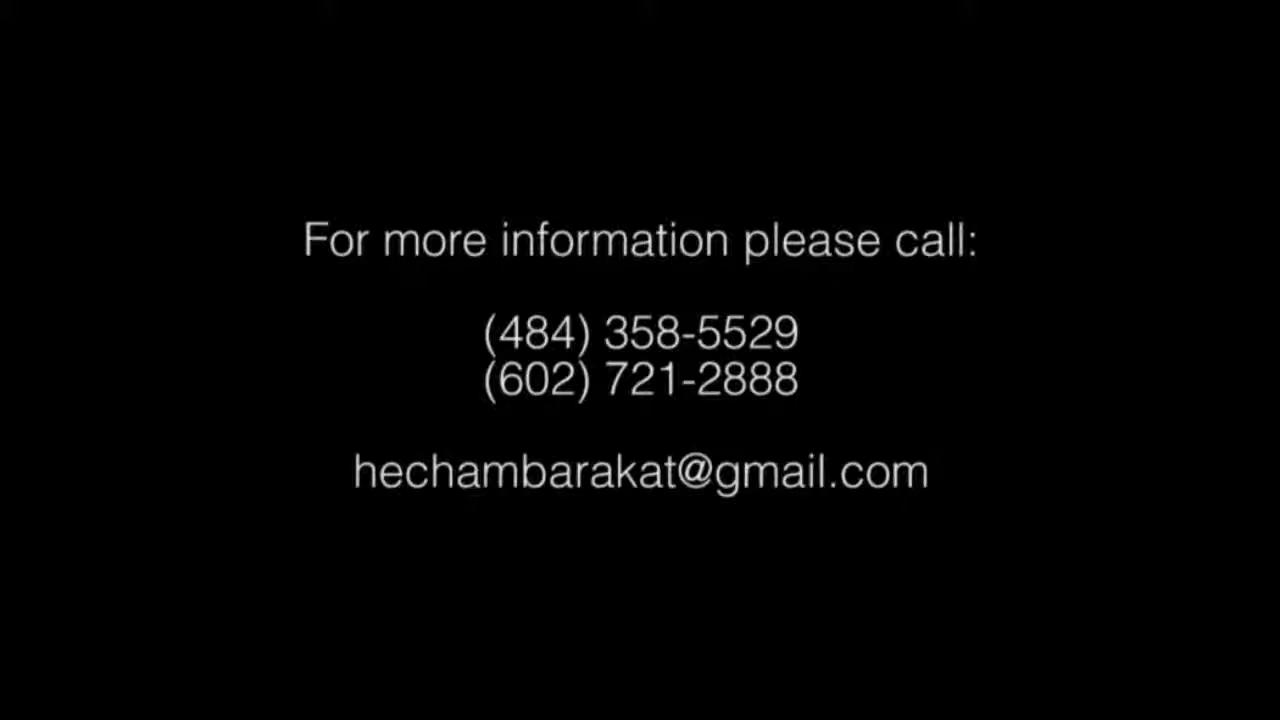 For more information please call:
(484) 358-5529
(602) 721-2888
hechambarakat@gmail.com